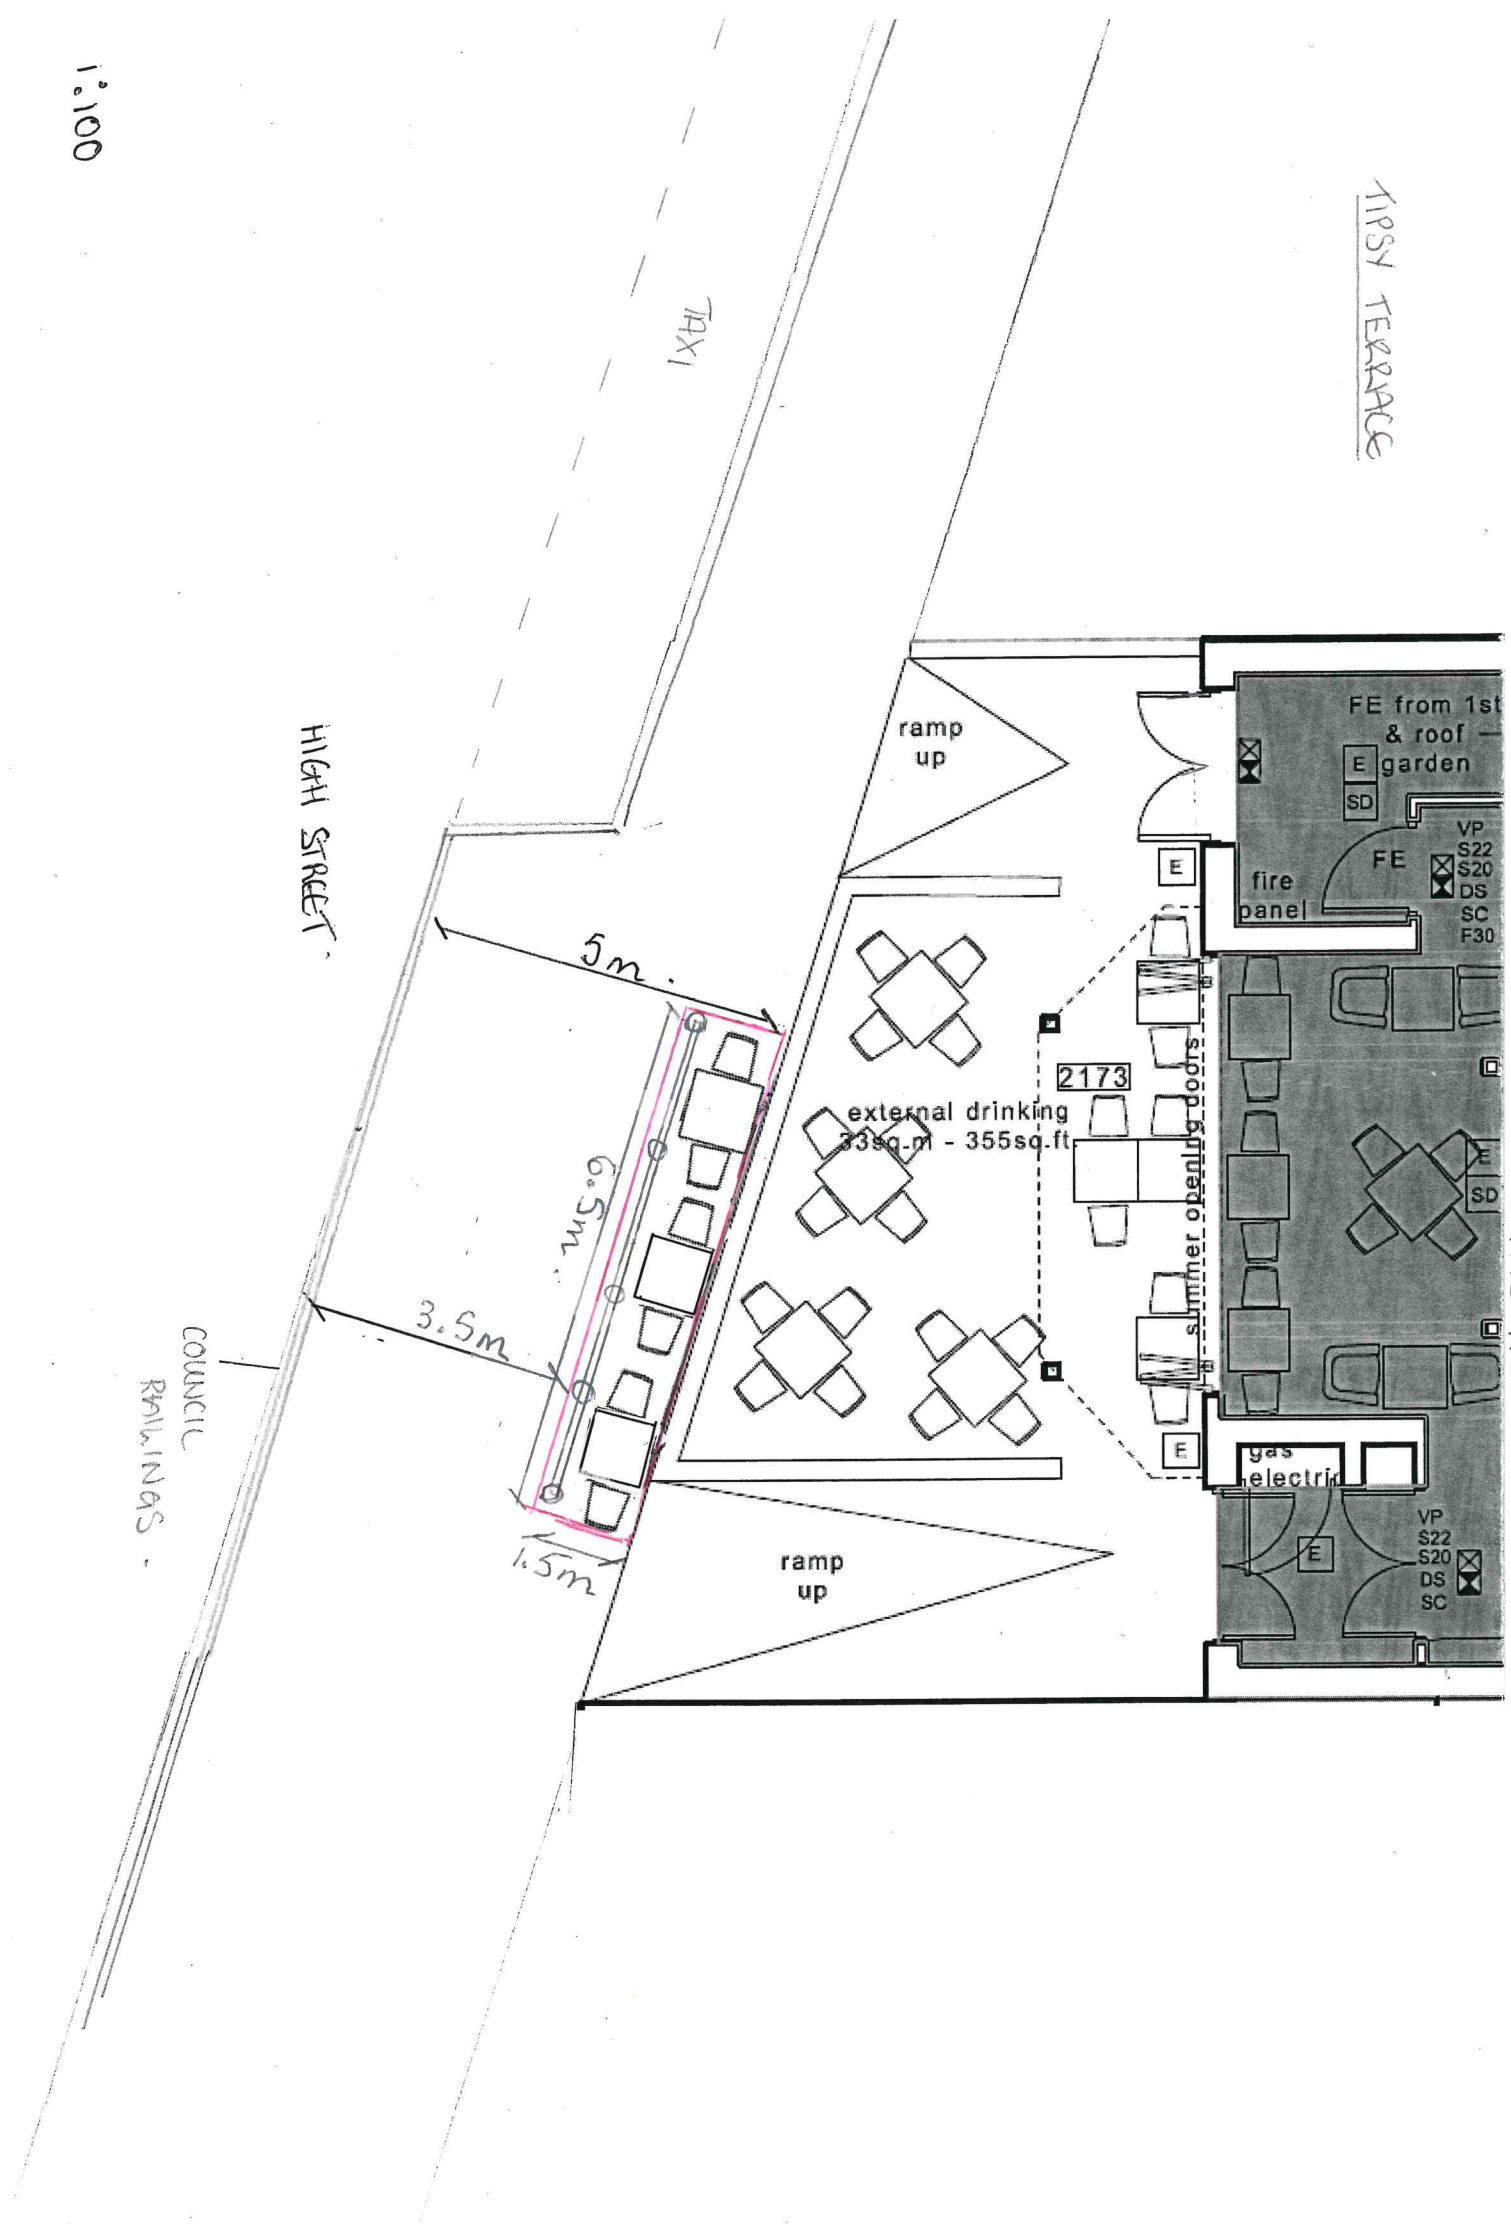 1:100
TIPSY TERRACE
TAXI
HIGH STREET.
5m.
6.5m.
3.5m
1.5m
COUNCIL
RAILINGS.
ramp
up
FE from 1st
& roof
garden
E
SD
VP
S22
S20
DS
SC
F30
FE
fire
panel
E
2173
external drinking
33sq.m - 355sq.ft.
summer opening doors
E
SD
E
gas
electric
VP
S22
S20
DS
SC
E
ramp
up